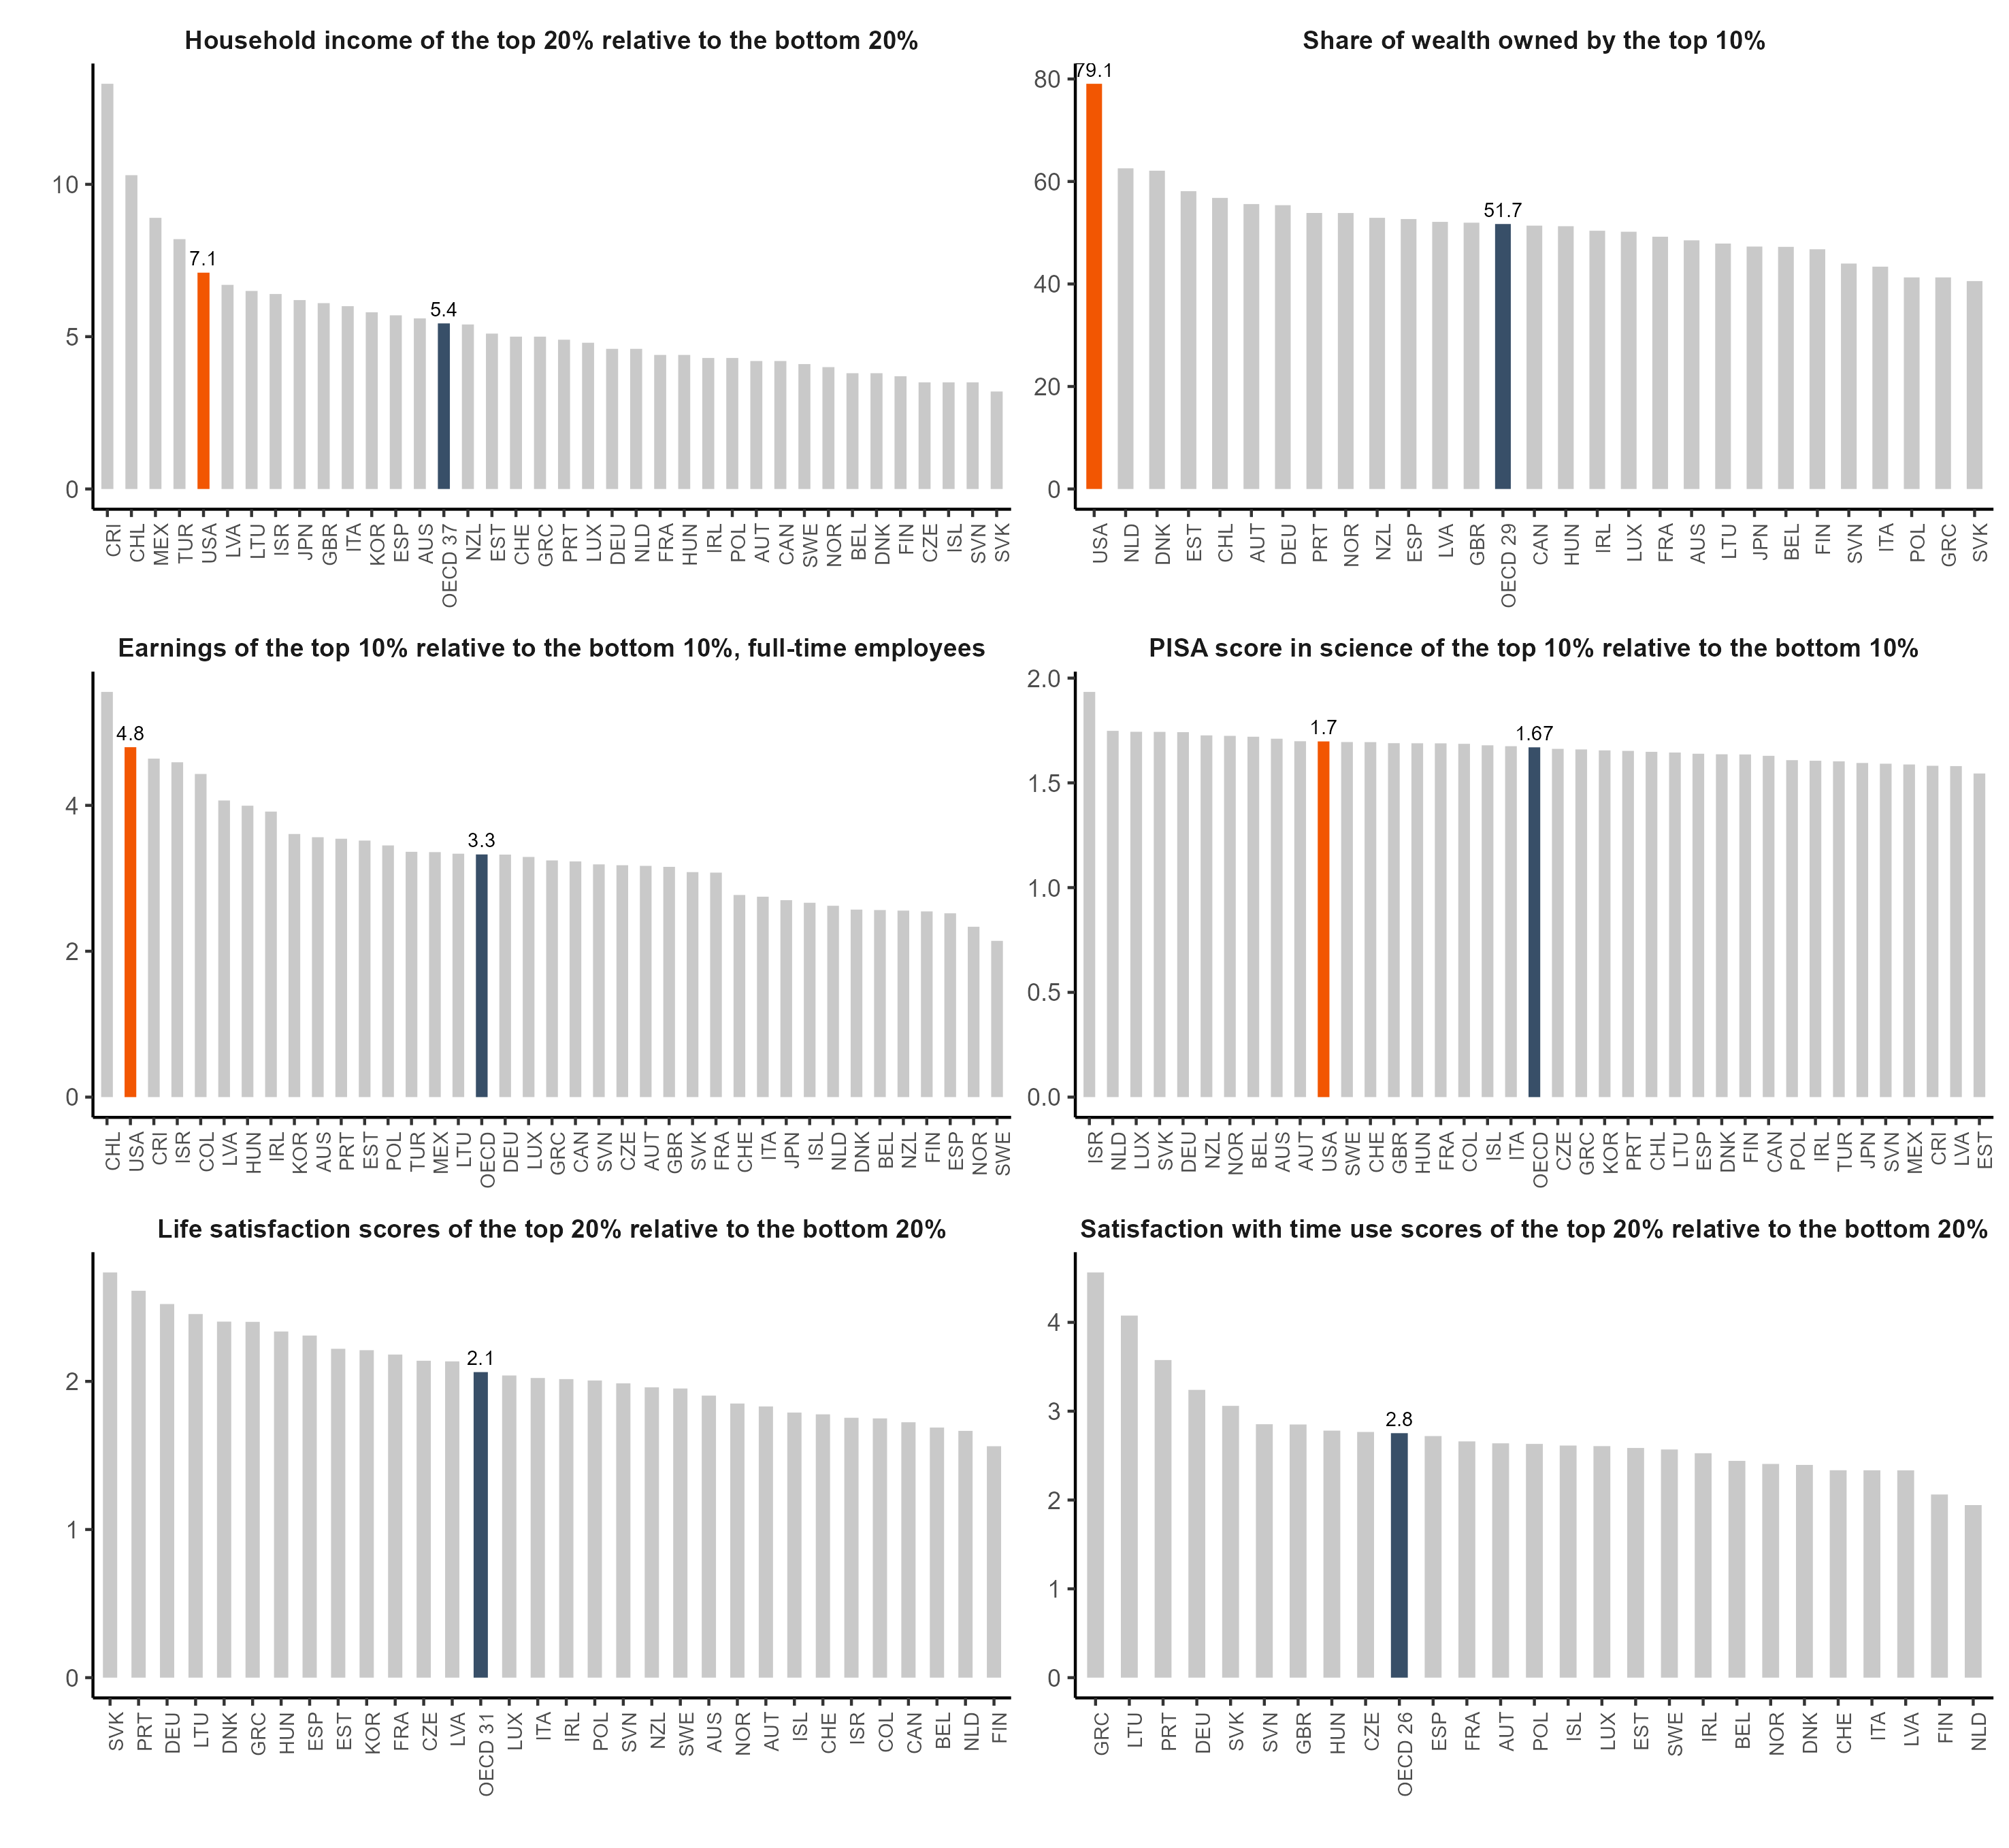 Household income of the top 20% relative to the bottom 20%
10
5
0
7.1
5.4
CRI CHL MEX TUR USA LVA LTU ISR JPN GBR ITA KOR ESP AUS OECD 37 NZL EST CHE GRC PRT LUX DEU NLD FRA HUN IRL POL AUT CAN SWE NOR BEL DNK FIN CZE ISL SVN SVK
Share of wealth owned by the top 10%
80
60
40
20
0
79.1
51.7
USA NLD DNK EST CHL AUT DEU PRT NOR NZL ESP LVA GBR OECD 29 CAN HUN IRL LUX FRA AUS LTU JPN BEL FIN SVN ITA POL GRC SVK
Earnings of the top 10% relative to the bottom 10%, full-time employees
4
2
0
4.8
3.3
CHL USA CRI ISR COL LVA HUN IRL KOR AUS PRT EST POL TUR MEX LTU OECD DEU LUX GRC CAN SVN CZE AUT GBR SVK FRA CHE ITA JPN ISL NLD DNK BEL NZL FIN ESP NOR SWE
PISA score in science of the top 10% relative to the bottom 10%
2.0
1.5
1.0
0.5
0.0
1.7
1.67
ISR NLD LUX SVK DEU NZL NOR BEL AUS AUT USA SWE CHE GBR HUN FRA COL ISL ITA OECD CZE GRC KOR PRT CHL LTU ESP DNK FIN CAN POL IRL TUR JPN SVN MEX CRI LVA EST
Life satisfaction scores of the top 20% relative to the bottom 20%
2
1
0
2.1
SVK PRT DEU LTU DNK GRC HUN ESP EST KOR FRA CZE LVA OECD 31 LUX ITA IRL POL SVN NZL SWE AUS NOR AUT ISL CHE ISR COL CAN BEL NLD FIN
Satisfaction with time use scores of the top 20% relative to the bottom 20%
4
3
2
1
0
2.8
GRC LTU PRT DEU SVK SVN GBR HUN CZE OECD 26 ESP FRA AUT POL ISL LUX EST SWE IRL BEL NOR DNK CHE ITA LVA FIN NLD